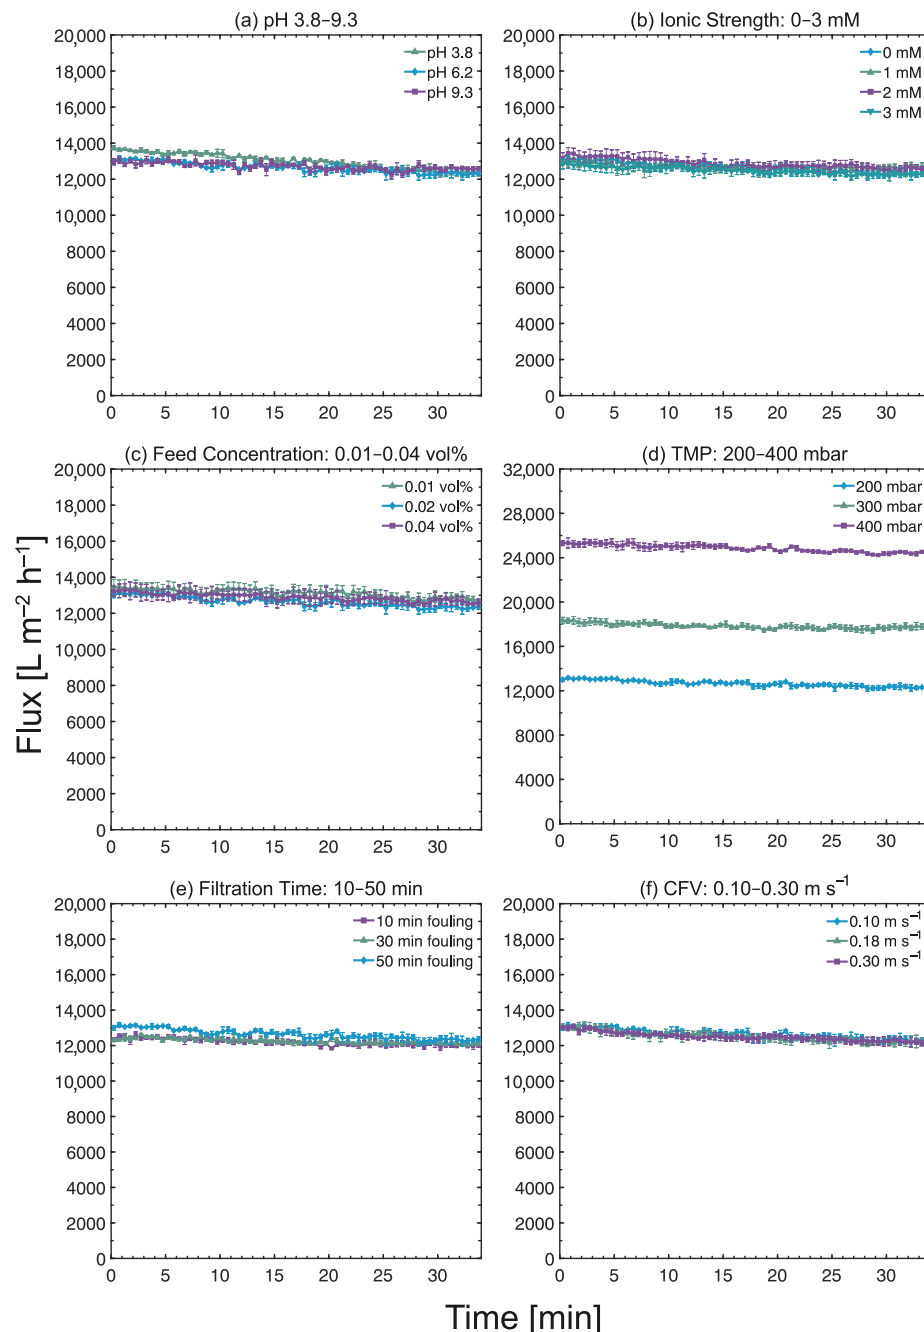 (a) pH 3.8–9.3
20,000
18,000
16,000
14,000
12,000
10,000
8000
6000
4000
2000
0
0 5 10 15 20 25 30
pH 3.8
pH 6.2
pH 9.3
(b) Ionic Strength: 0–3 mM
20,000
18,000
16,000
14,000
12,000
10,000
8000
6000
4000
2000
0
0 5 10 15 20 25 30
0 mM
1 mM
2 mM
3 mM
(c) Feed Concentration: 0.01–0.04 vol%
20,000
18,000
16,000
14,000
12,000
10,000
8000
6000
4000
2000
0
0 5 10 15 20 25 30
0.01 vol%
0.02 vol%
0.04 vol%
(d) TMP: 200–400 mbar
32,000
28,000
24,000
18,000
12,000
8000
4000
0
0 5 10 15 20 25 30
200 mbar
300 mbar
400 mbar
(e) Filtration Time: 10–50 min
20,000
18,000
16,000
14,000
12,000
10,000
8000
6000
4000
2000
0
0 5 10 15 20 25 30
10 min fouling
30 min fouling
50 min fouling
(f) CFV: 0.10–0.30 m s⁻¹
20,000
18,000
16,000
14,000
12,000
10,000
8000
6000
4000
2000
0
0 5 10 15 20 25 30
0.10 m s⁻¹
0.18 m s⁻¹
0.30 m s⁻¹
Flux [L m⁻² h⁻¹]
Time [min]